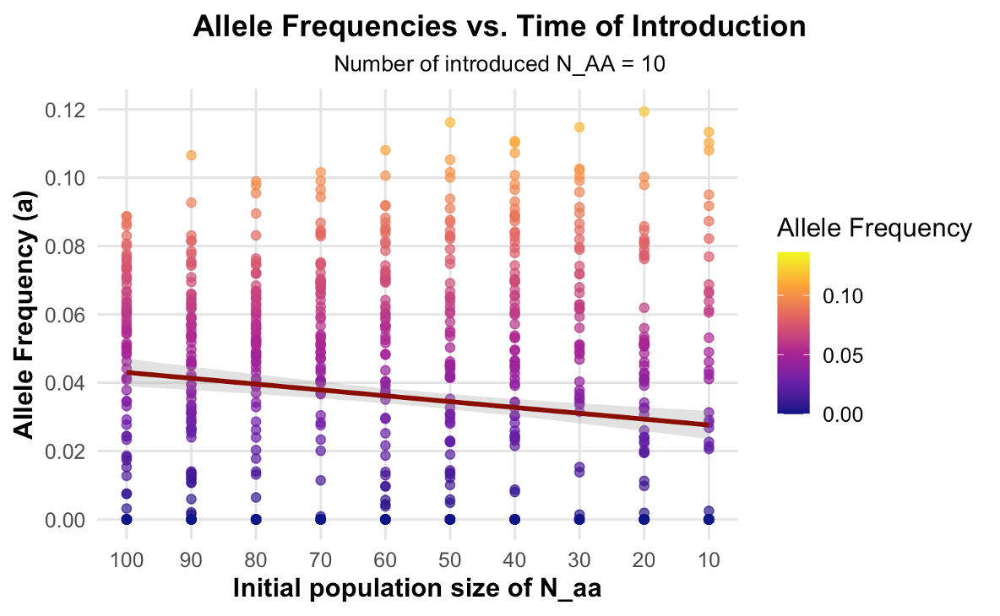 Allele Frequencies vs. Time of Introduction
Number of introduced N_AA = 10
Allele Frequency (a)
0.12
0.10
0.08
0.06
0.04
0.02
0.00
100 90 80 70 60 50 40 30 20 10
Initial population size of N_aa
Allele Frequency
0.10
0.05
0.00